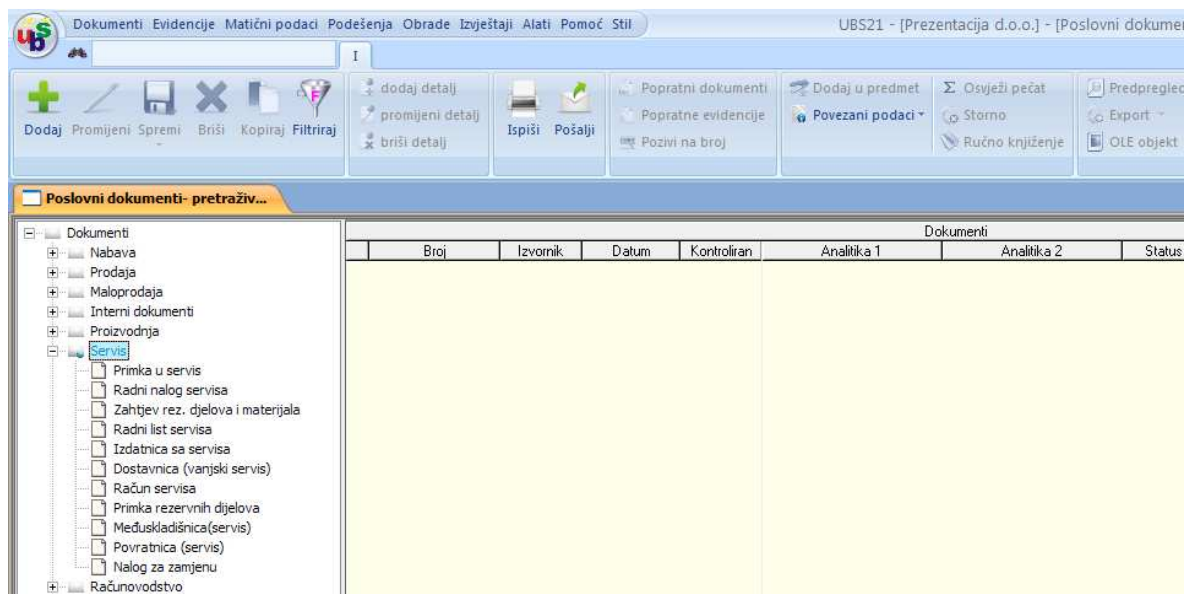 ubs
Dokumenti Evidencije Matični podaci Podešenja Obrade Izvještaji Alati Pomoć Stil
UBS21 - [Prezentacija d.o.o.] - [Poslovni dokumen
I
Dodaj Promijeni Spremi Briši Kopiraj Filtriraj
dodaj detalj
promijeni detalj
briši detalj
Ispiši Pošalji
Popratni dokumenti
Popratne evidencije
Pozivi na broj
Dodaj u predmet
Povezani podaci
Σ Osvježi pečat
Storno
Ručno knjiženje
Predpregled
Export
OLE objekt
Poslovni dokumenti- pretraživ...
Dokumenti
Nabava
Prodaja
Maloprodaja
Interni dokumenti
Proizvodnja
Servis
Primka u servis
Radni nalog servisa
Zahtjev rez. djelova i materijala
Radni list servisa
Izdatnica sa servisa
Dostavnica (vanjski servis)
Račun servisa
Primka rezervnih dijelova
Međuskladišnica(servis)
Povratnica (servis)
Nalog za zamjenu
Računovodstvo
Dokumenti
Broj Izvornik Datum Kontroliran Analitika 1 Analitika 2 Status